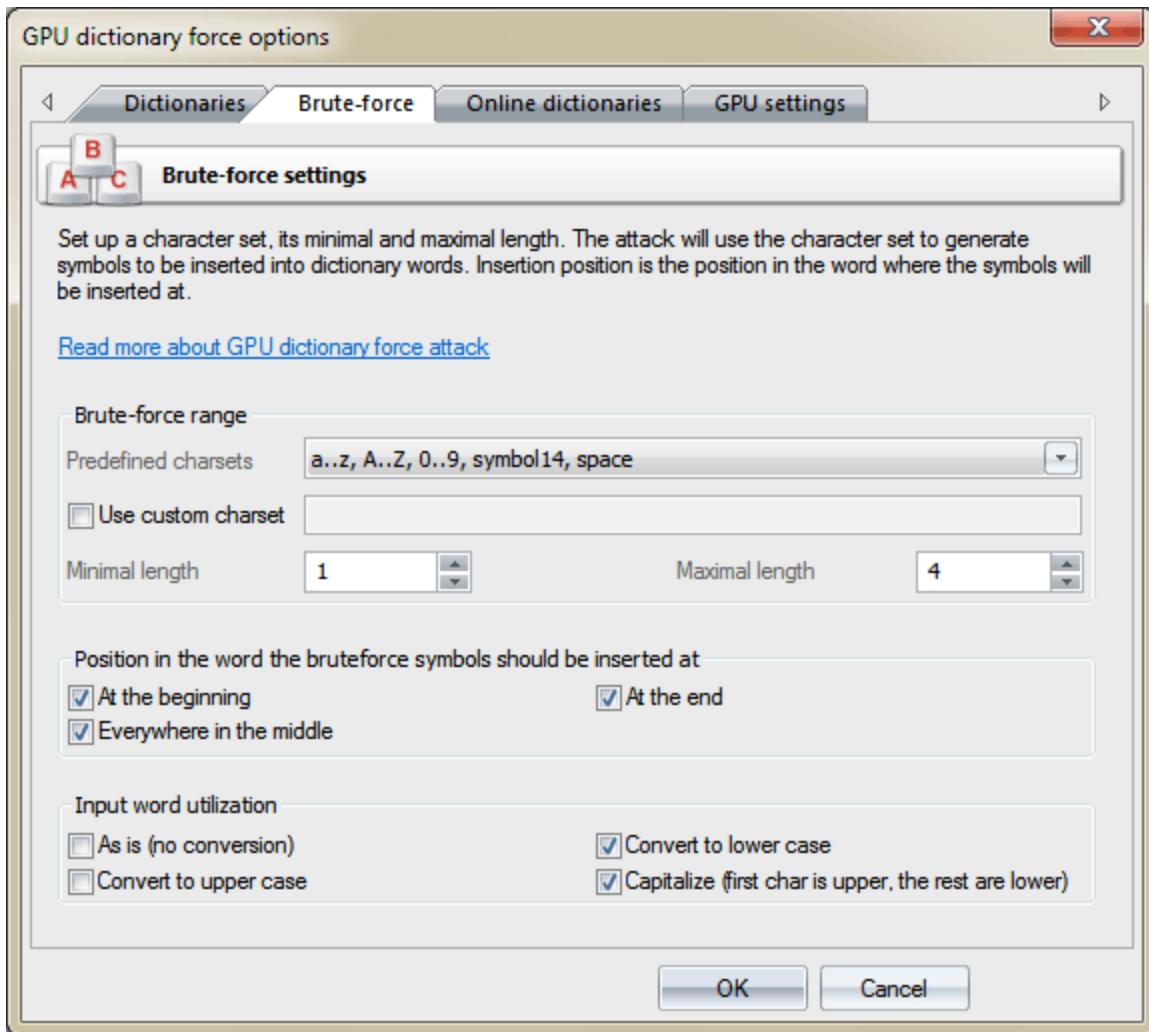 GPU dictionary force options
Dictionaries Brute-force Online dictionaries GPU settings
A B C Brute-force settings
Set up a character set, its minimal and maximal length. The attack will use the character set to generate
symbols to be inserted into dictionary words. Insertion position is the position in the word where the symbols will
be inserted at.
Read more about GPU dictionary force attack
Brute-force range
Predefined charsets a..z, A..Z, 0..9, symbol14, space
Use custom charset
Minimal length 1 Maximal length 4
Position in the word the bruteforce symbols should be inserted at
At the beginning At the end
Everywhere in the middle
Input word utilization
As is (no conversion) Convert to lower case
Convert to upper case Capitalize (first char is upper, the rest are lower)
OK Cancel